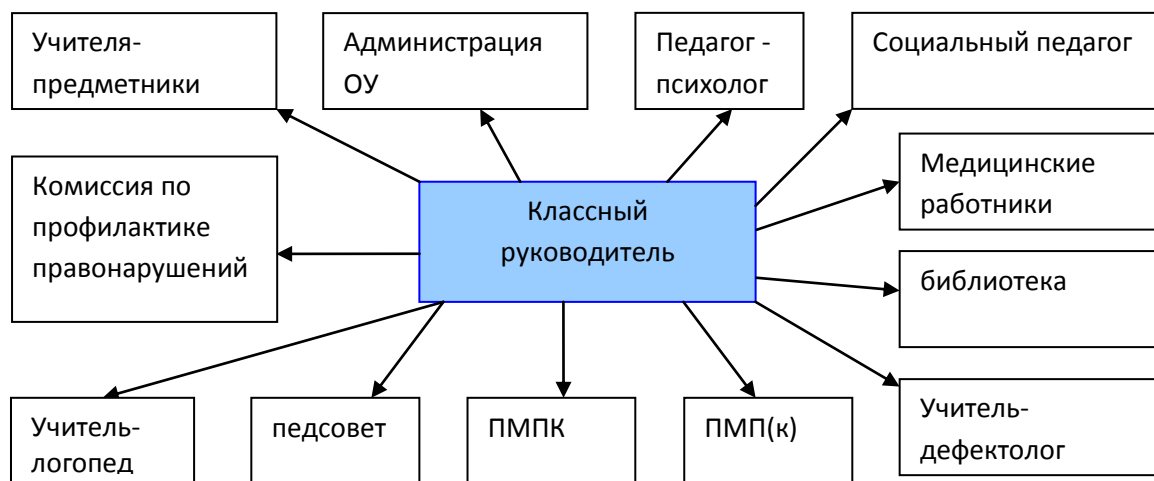 Учителя-
предметники
Администрация
ОУ
Педагог -
психолог
Социальный педагог
Комиссия по
профилактике
правонарушений
Классный
руководитель
Медицинские
работники
библиотека
Учитель-
логопед
педсовет
ПМПК
ПМП(к)
Учитель-
дефектолог